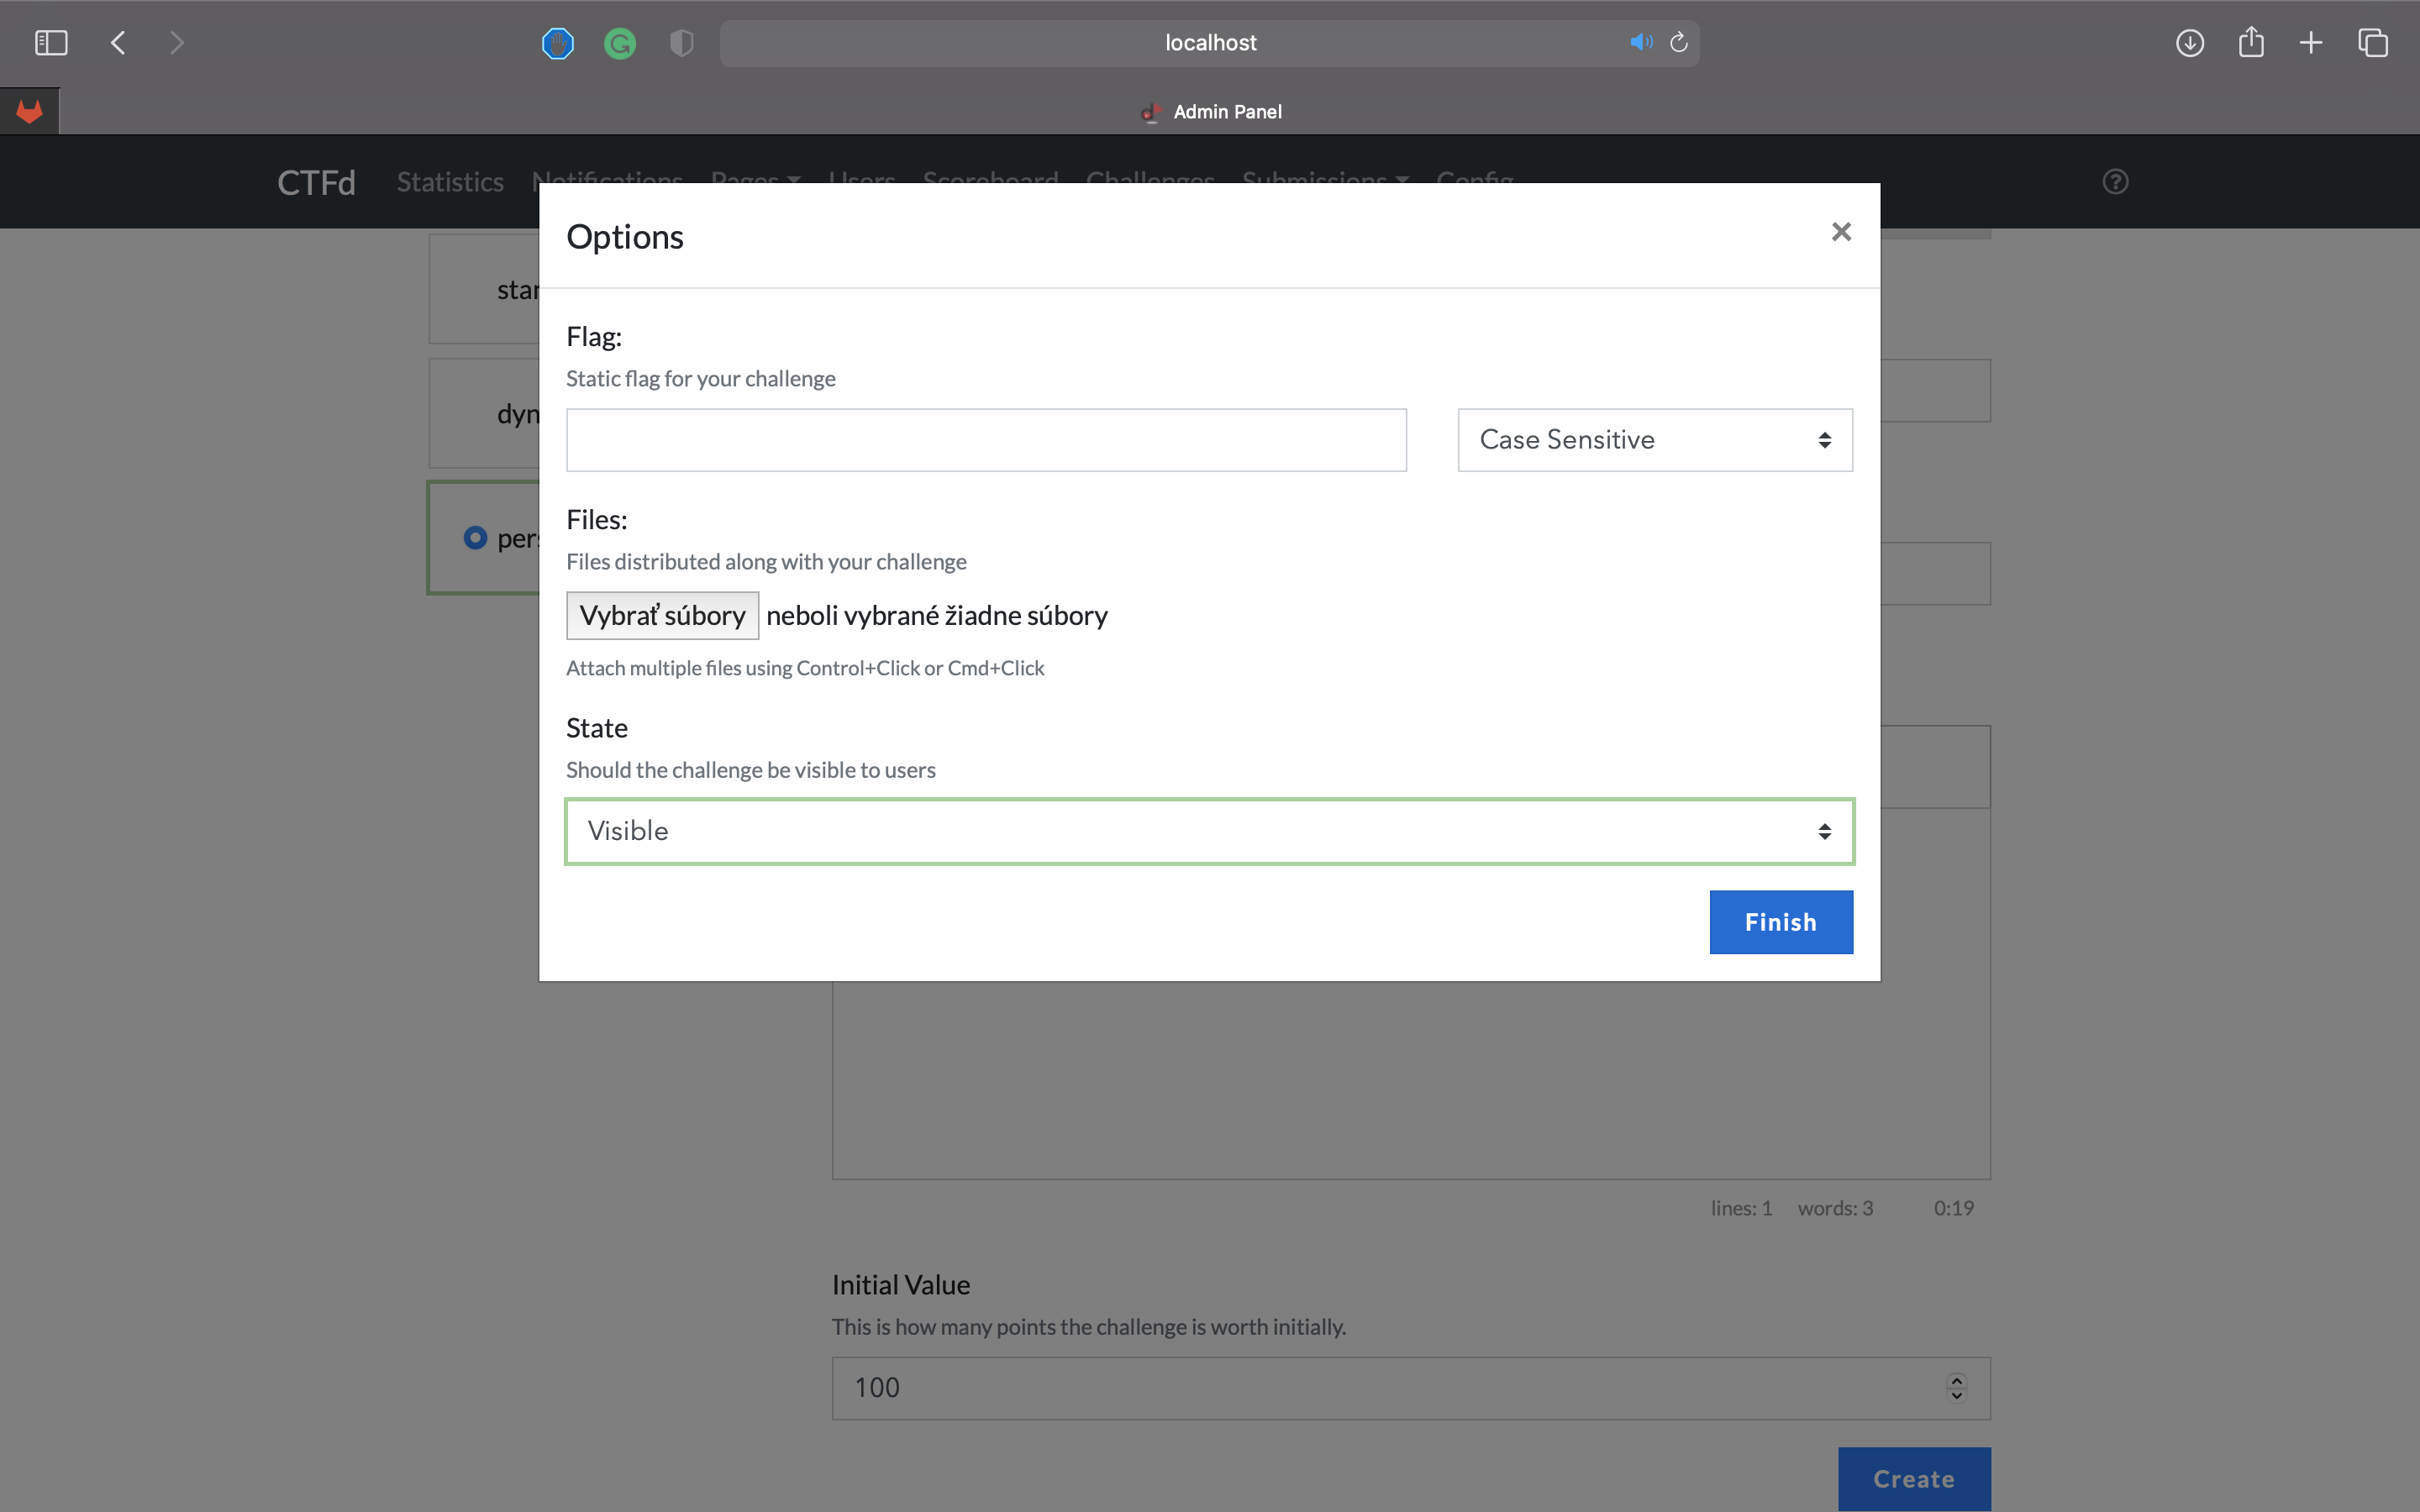 localhost
Admin Panel
CTFd Statistics Notifications Pages Users Scoreboard Challenges Submissions Config
Options
Flag:
Static flag for your challenge
Case Sensitive
Files:
Files distributed along with your challenge
Vybrať súbory neboli vybrané žiadne súbory
Attach multiple files using Control+Click or Cmd+Click
State
Should the challenge be visible to users
Visible
Finish
lines: 1 words: 3 0:19
Initial Value
This is how many points the challenge is worth initially.
100
Create